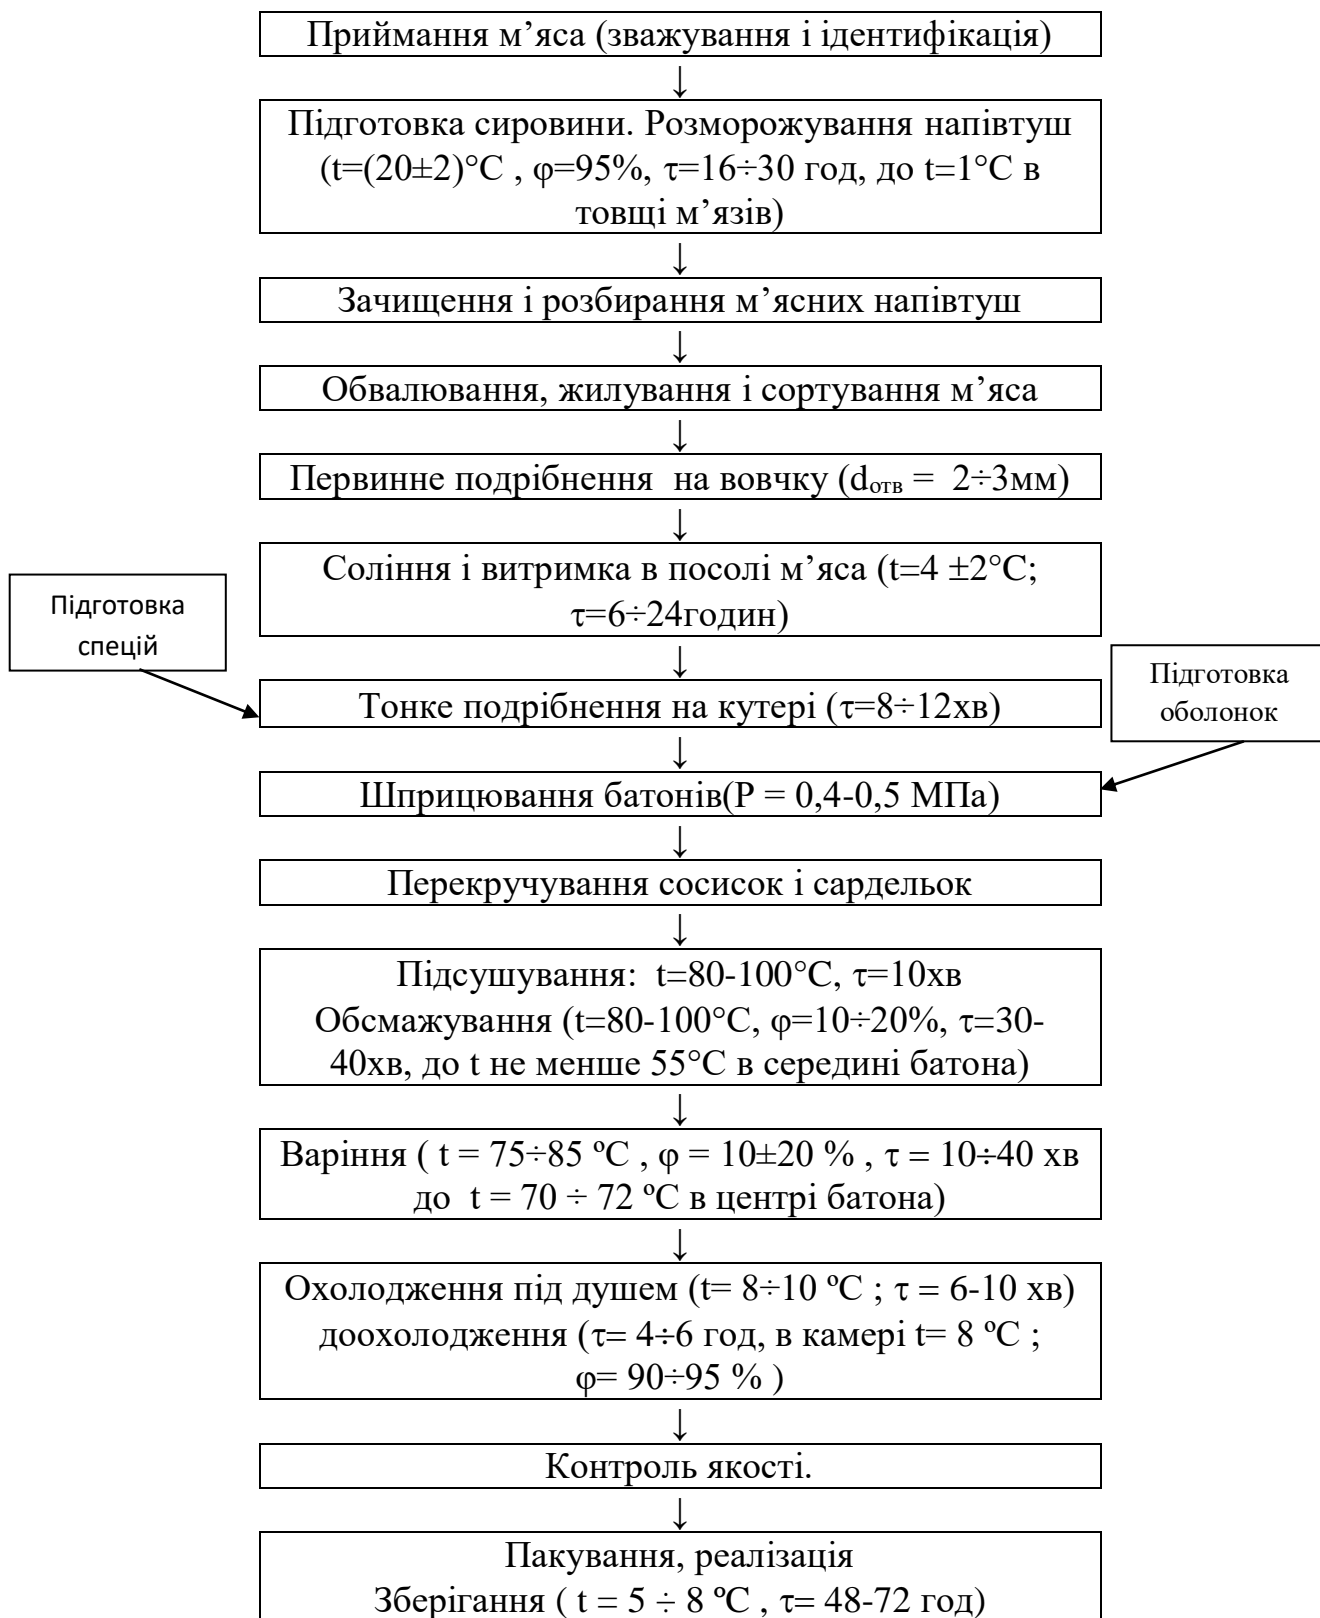 Приймання м’яса (зважування і ідентифікація)
↓
Підготовка сировини. Розморожування напівтуш
(t=(20±2)°С , φ=95%, τ=16÷30 год, до t=1°С в
товщі м’язів)
↓
Зачищення і розбирання м’ясних напівтуш
↓
Обвалювання, жилування і сортування м’яса
↓
Первинне подрібнення на вовчку (dотв = 2÷3мм)
↓
Соління і витримка в посолі м’яса (t=4 ±2°С;
τ=6÷24годин)
↓
Підготовка
спецій
Тонке подрібнення на кутері (τ=8÷12хв)
↓
Підготовка
оболонок
Шприцювання батонів(Р = 0,4-0,5 МПа)
↓
Перекручування сосисок і сардельок
↓
Підсушування: t=80-100°С, τ=10хв
Обсмажування (t=80-100°С, φ=10÷20%, τ=30-
40хв, до t не менше 55°С в середині батона)
↓
Варіння ( t = 75÷85 ºС , φ = 10±20 % , τ = 10÷40 хв
до t = 70 ÷ 72 ºС в центрі батона)
↓
Охолодження під душем (t= 8÷10 ºС ; τ = 6-10 хв)
доохолодження (τ= 4÷6 год, в камері t= 8 ºС ;
φ= 90÷95 % )
↓
Контроль якості.
↓
Пакування, реалізація
Зберігання ( t = 5 ÷ 8 ºС , τ= 48-72 год)